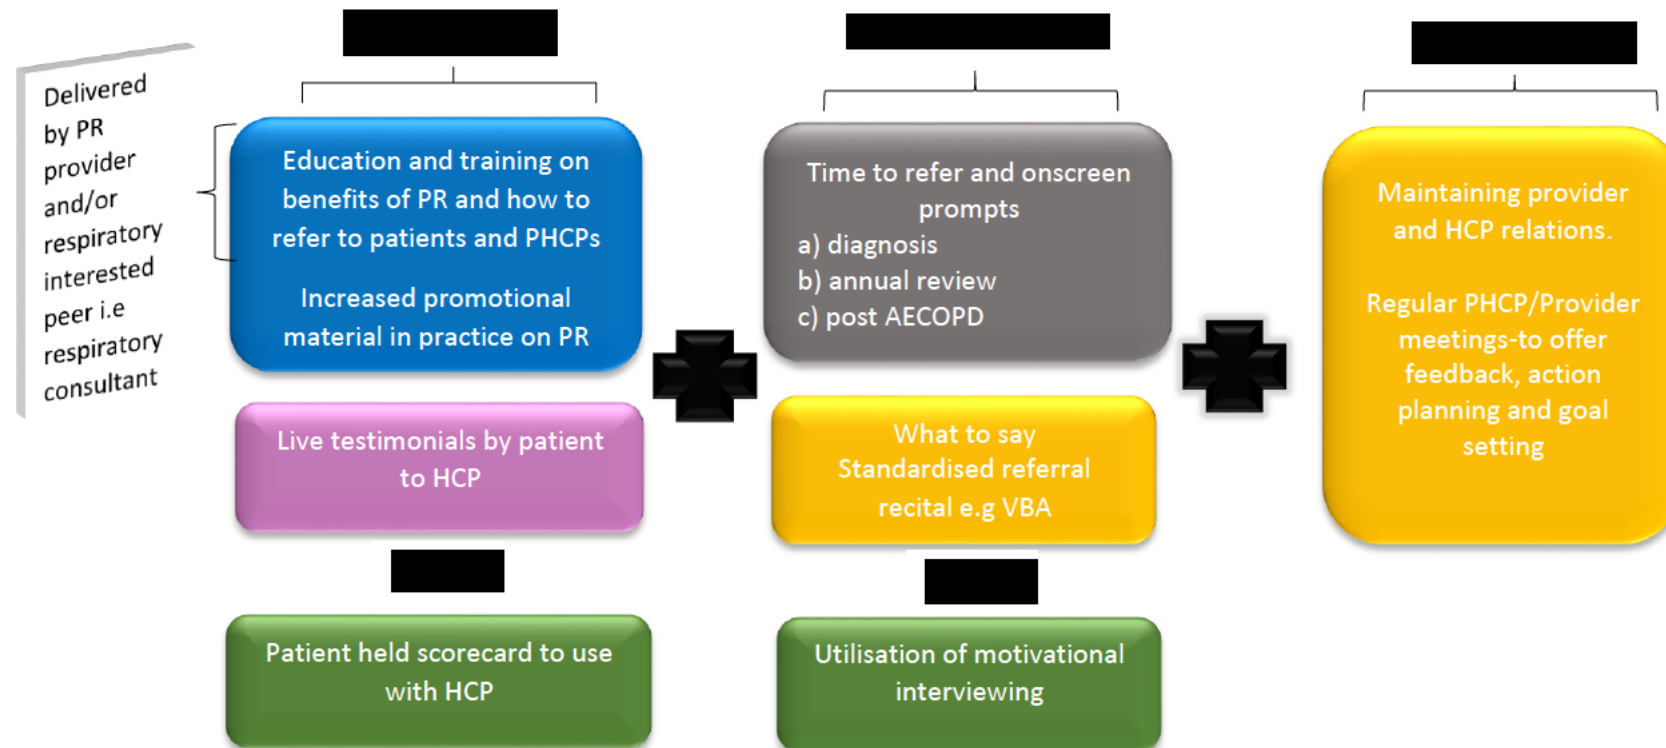 Delivered
by PR
provider
and/or
respiratory
interested
peer i.e
respiratory
consultant
Education and training on
benefits of PR and how to
refer to patients and PHCPs
Increased promotional
material in practice on PR
Live testimonials by patient
to HCP
Patient held scorecard to use
with HCP
Time to refer and onscreen
prompts
a) diagnosis
b) annual review
c) post AECOPD
What to say
Standardised referral
recital e.g VBA
Utilisation of motivational
interviewing
Maintaining provider
and HCP relations.
Regular PHCP/Provider
meetings-to offer
feedback, action
planning and goal
setting